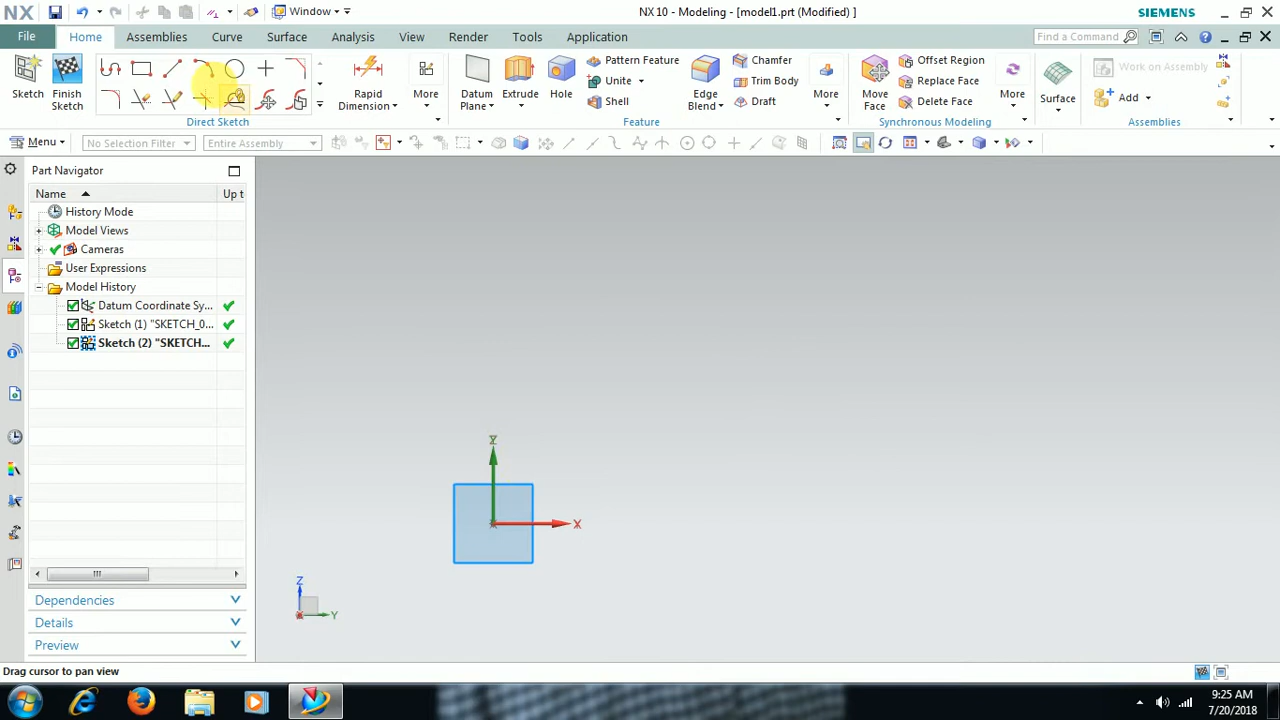 NX
Window
NX 10 - Modeling - [model1.prt (Modified) ]
SIEMENS
File
Home
Assemblies
Curve
Surface
Analysis
View
Render
Tools
Application
Find a Command
Sketch
Finish
Sketch
Direct Sketch
Rapid
Dimension
More
Datum
Plane
Extrude
Hole
Pattern Feature
Unite
Shell
Edge
Blend
Chamfer
Trim Body
Draft
More
Feature
Move
Face
Offset Region
Replace Face
Delete Face
More
Synchronous Modeling
Surface
Work on Assembly
Add
Assemblies
Menu
No Selection Filter
Entire Assembly
Part Navigator
Name
Up t
History Mode
Model Views
Cameras
User Expressions
Model History
Datum Coordinate Sy...
Sketch (1) "SKETCH_0...
Sketch (2) "SKETCH...
X
Z
Y
Dependencies
Details
Preview
Drag cursor to pan view
9:25 AM
7/20/2018